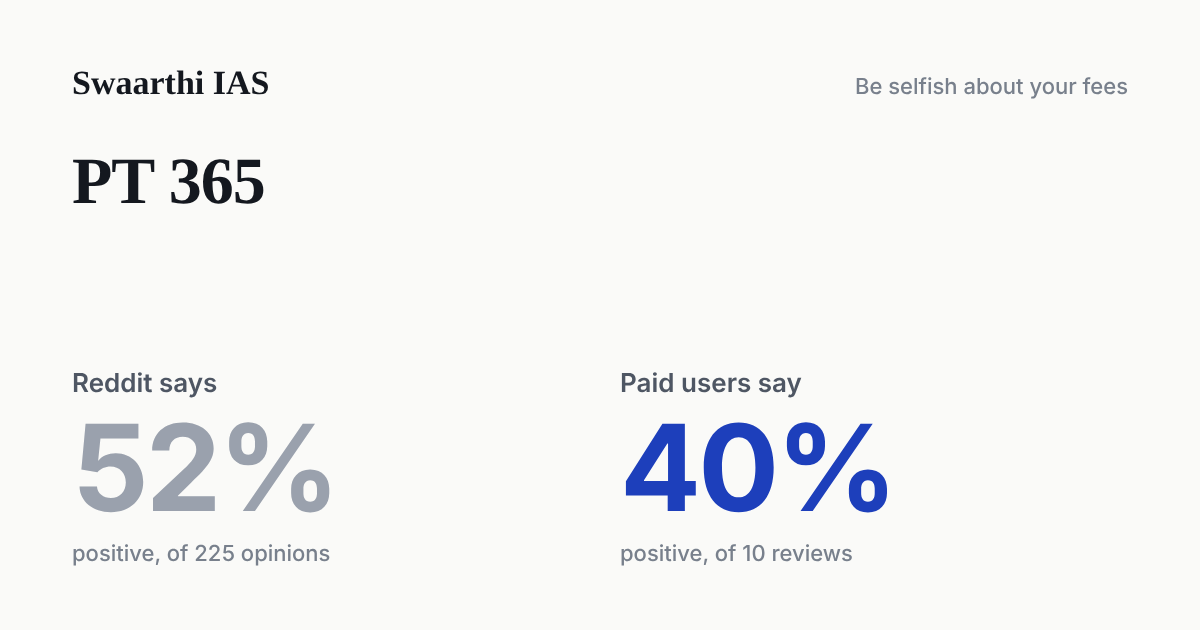 Swaarthi IAS
Be selfish about your fees
PT 365
Reddit says
52%
positive, of 225 opinions
Paid users say
40%
positive, of 10 reviews